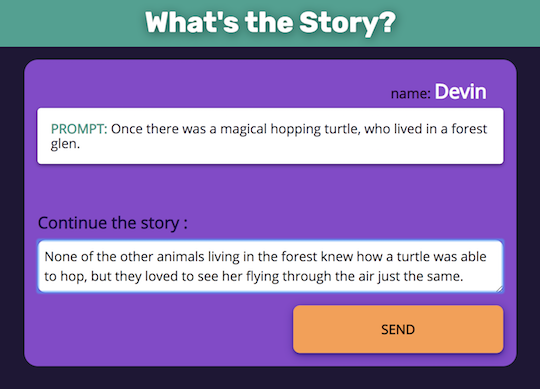 What's the Story?
name: Devin
PROMPT: Once there was a magical hopping turtle, who lived in a forest
glen.
Continue the story :
None of the other animals living in the forest knew how a turtle was able
to hop, but they loved to see her flying through the air just the same.
SEND